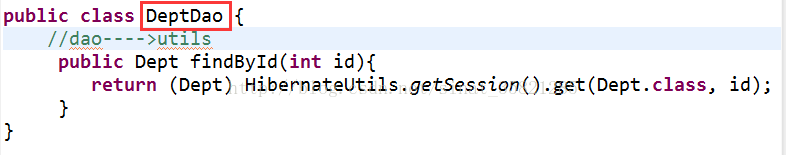 public class DeptDao {
//dao---->utils
public Dept findById(int id){
return (Dept) HibernateUtils.getSession().get(Dept.class, id);
}
}